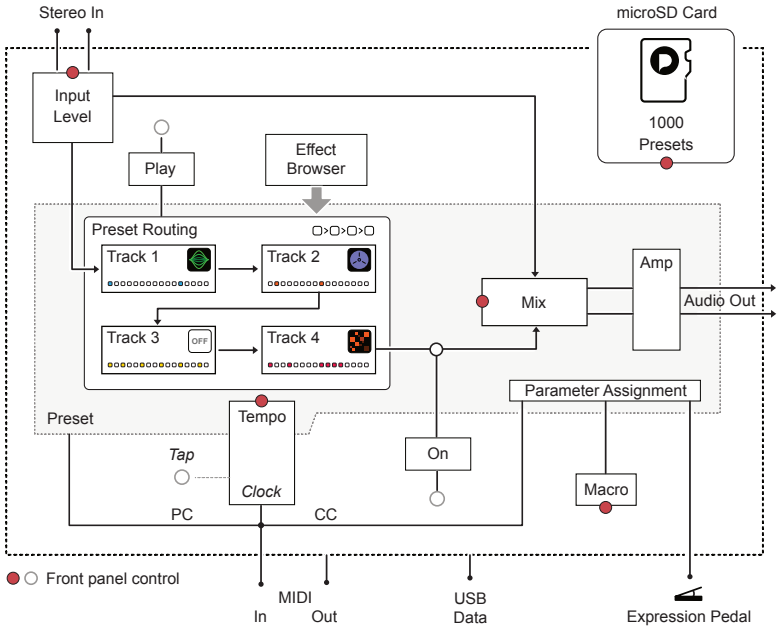 Stereo In
microSD Card
Input
Level
1000
Presets
Play
Effect
Browser
Preset Routing
Track 1
Track 2
Track 3
OFF
Track 4
Mix
Amp
Audio Out
Parameter Assignment
Preset
Tempo
Tap
Clock
On
Macro
PC
CC
Front panel control
MIDI
In
Out
USB
Data
Expression Pedal